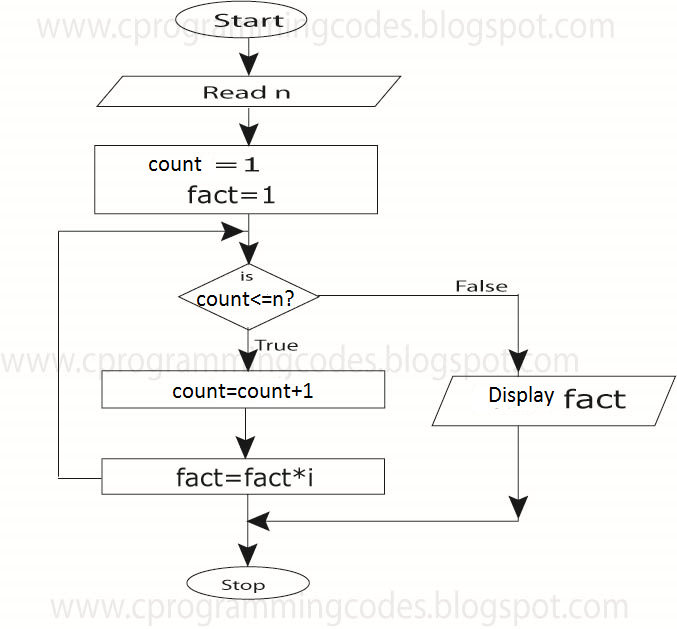 www.cprogrammingcodes.blogspot.com
Start
Read n
count =1
fact=1
is
count<=n?
False
True
www.cprogrammingcodes.blogspot.com
count=count+1
Display fact
fact=fact*i
Stop
www.cprogrammingcodes.blogspot.com